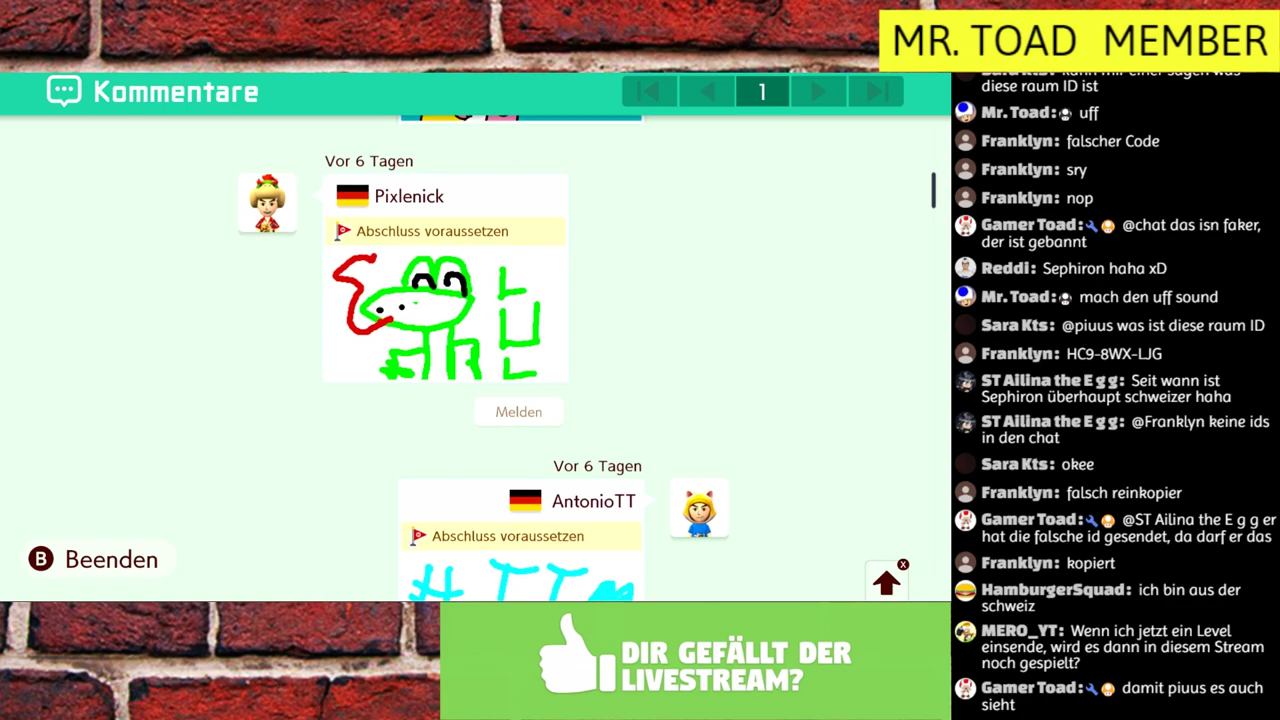 MR. TOAD MEMBER
Kommentare
1
Vor 6 Tagen
Pixlenick
Abschluss voraussetzen
L
U
L
Melden
Vor 6 Tagen
AntonioTT
Abschluss voraussetzen
B Beenden
X
DIR GEFÄLLT DER
LIVESTREAM?
diese raum ID ist
Mr. Toad: uff
Franklyn: falscher Code
Franklyn: sry
Franklyn: nop
Gamer Toad: @chat das isn faker,
der ist gebannt
Reddi: Sephiron haha xD
Mr. Toad: mach den uff sound
Sara Kts: @piuus was ist diese raum ID
Franklyn: HC9-8WX-LJG
ST Ailina the E g g: Seit wann ist
Sephiron überhaupt schweizer haha
ST Ailina the E g g: @Franklyn keine ids
in den chat
Sara Kts: okee
Franklyn: falsch reinkopier
Gamer Toad: @ST Ailina the E g g er
hat die falsche id gesendet, da darf er das
Franklyn: kopiert
HamburgerSquad: ich bin aus der
schweiz
MERO_YT: Wenn ich jetzt ein Level
einsende, wird es dann in diesem Stream
noch gespielt?
Gamer Toad: damit piuus es auch
sieht